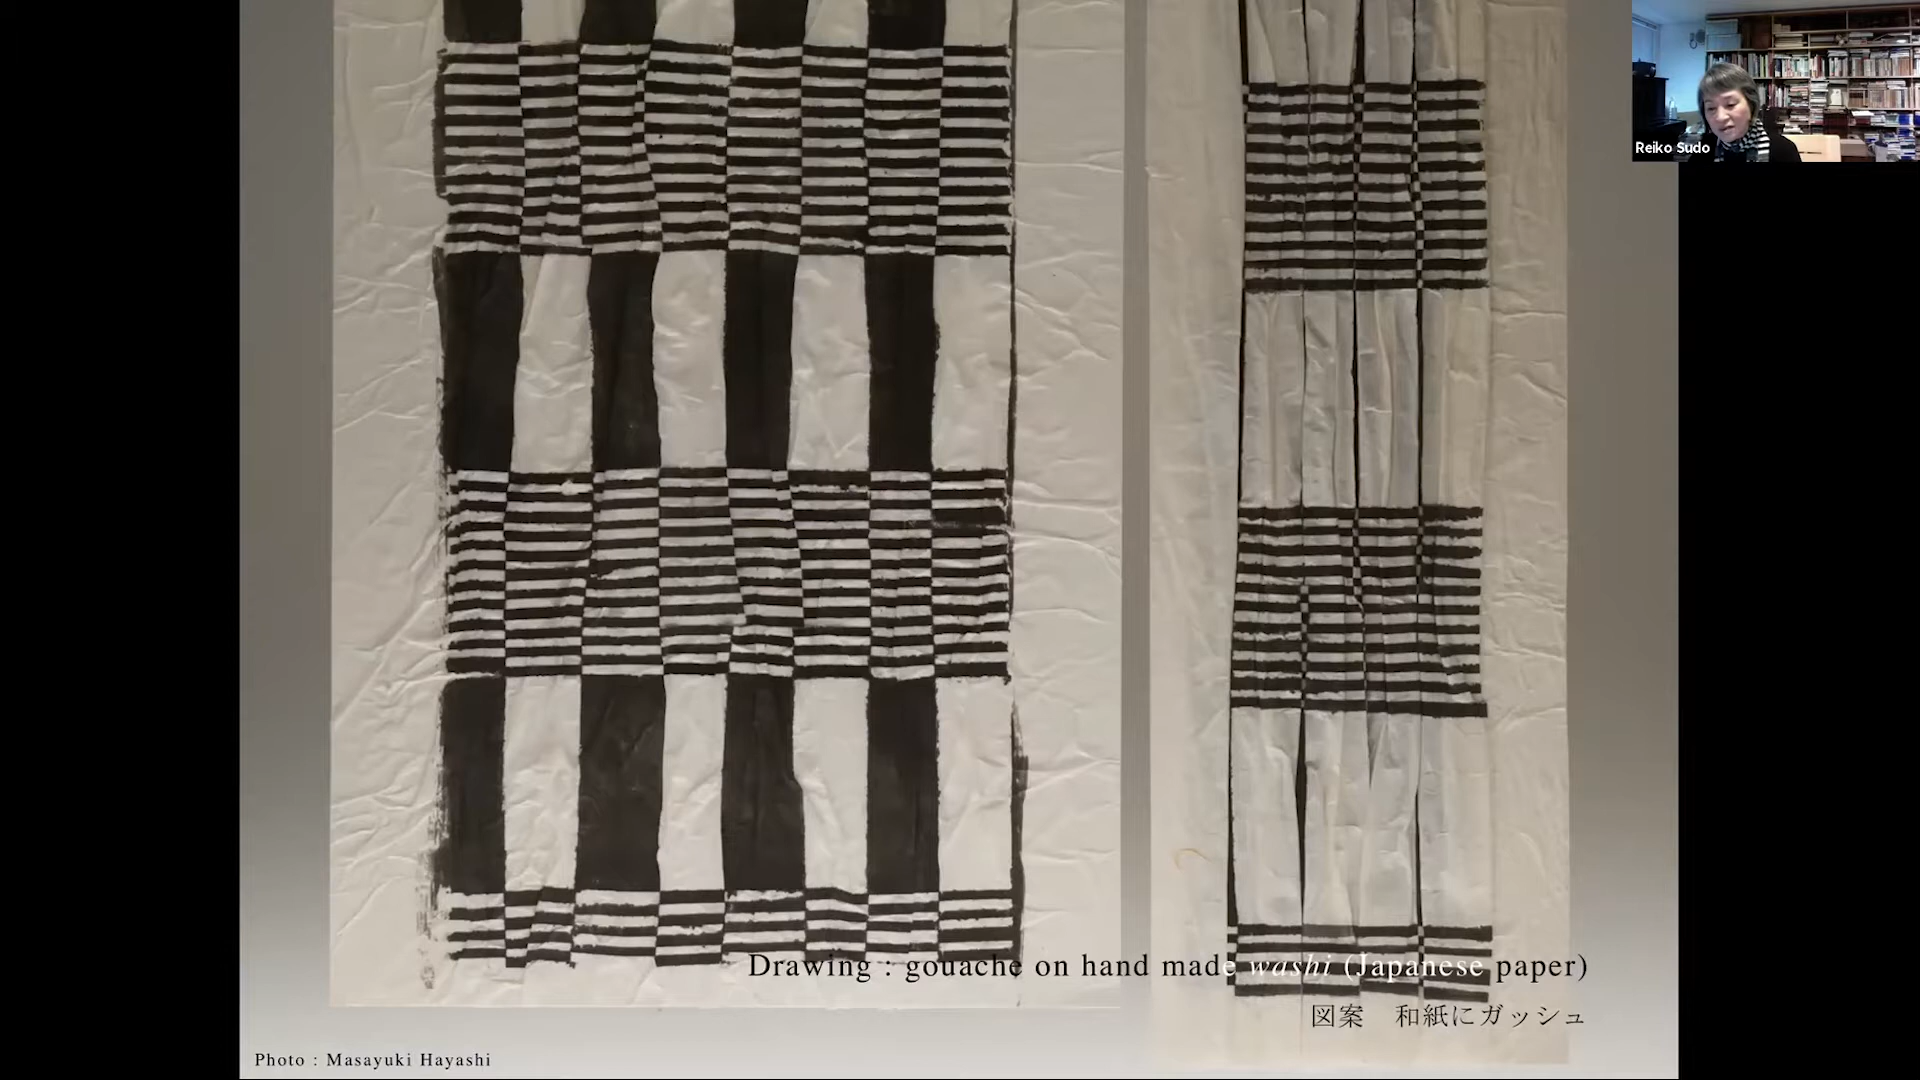 Reiko Sudo
Drawing : gouache on hand made washi (Japanese paper)
図案　和紙にガッシュ
Photo : Masayuki Hayashi